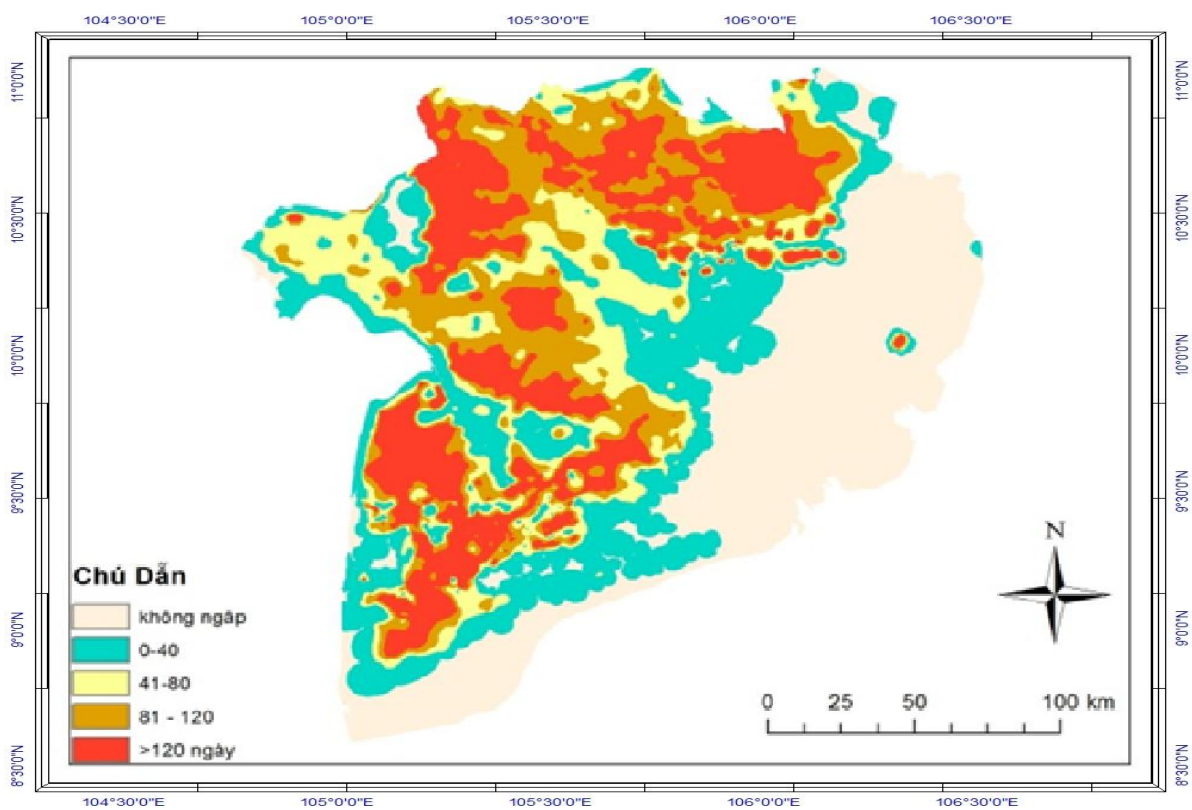 104°30'0"E 105°0'0"E 105°30'0"E 106°0'0"E 106°30'0"E
11°0'0"N 11°0'0"N
10°30'0"N 10°30'0"N
10°0'0"N 10°0'0"N
9°30'0"N 9°30'0"N
9°0'0"N 9°0'0"N
8°30'0"N 8°30'0"N
N
Chú Dẫn
không ngâp
0-40
41-80
81 - 120
>120 ngày
0 25 50 100 km
104°30'0"E 105°0'0"E 105°30'0"E 106°0'0"E 106°30'0"E